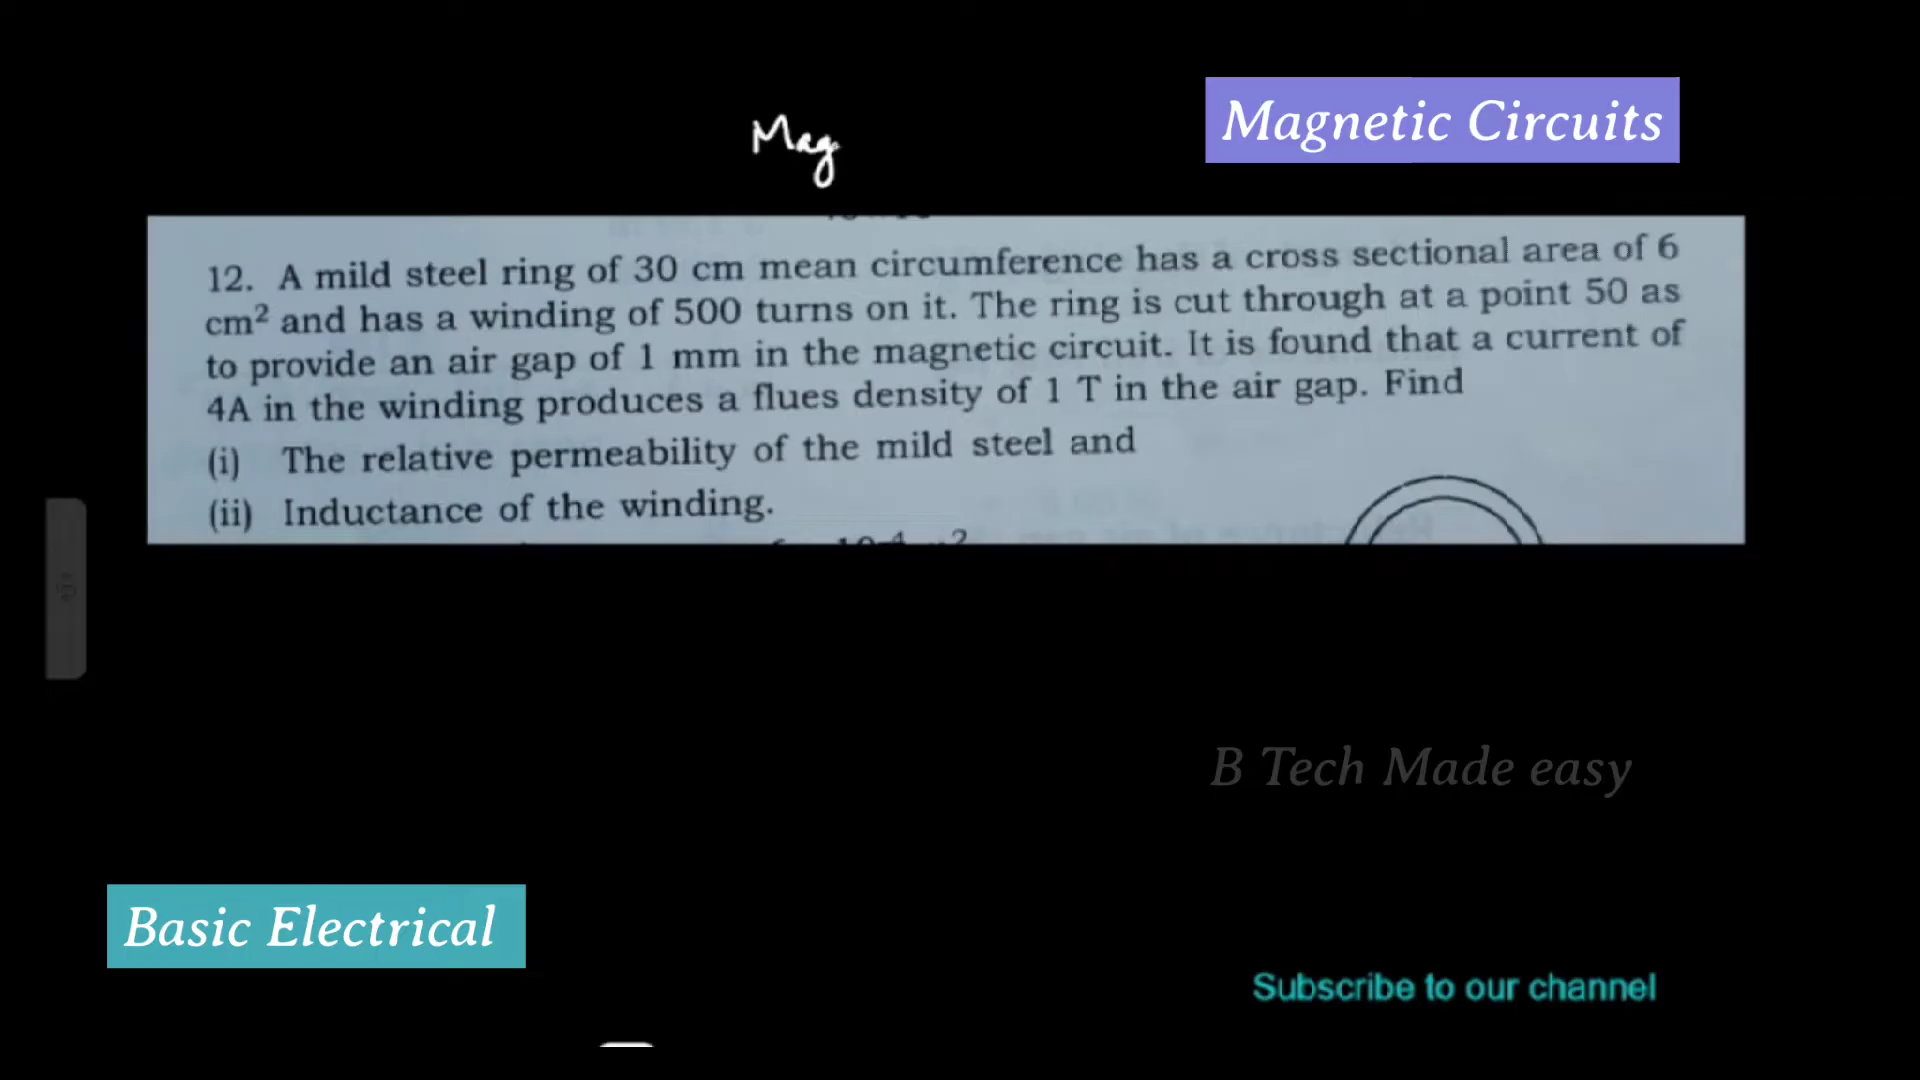 Magnetic Circuits
Mag
12. A mild steel ring of 30 cm mean circumference has a cross sectional area of 6
cm² and has a winding of 500 turns on it. The ring is cut through at a point 50 as
to provide an air gap of 1 mm in the magnetic circuit. It is found that a current of
4A in the winding produces a flues density of 1 T in the air gap. Find
(i) The relative permeability of the mild steel and
(ii) Inductance of the winding.
B Tech Made easy
Basic Electrical
Subscribe to our channel